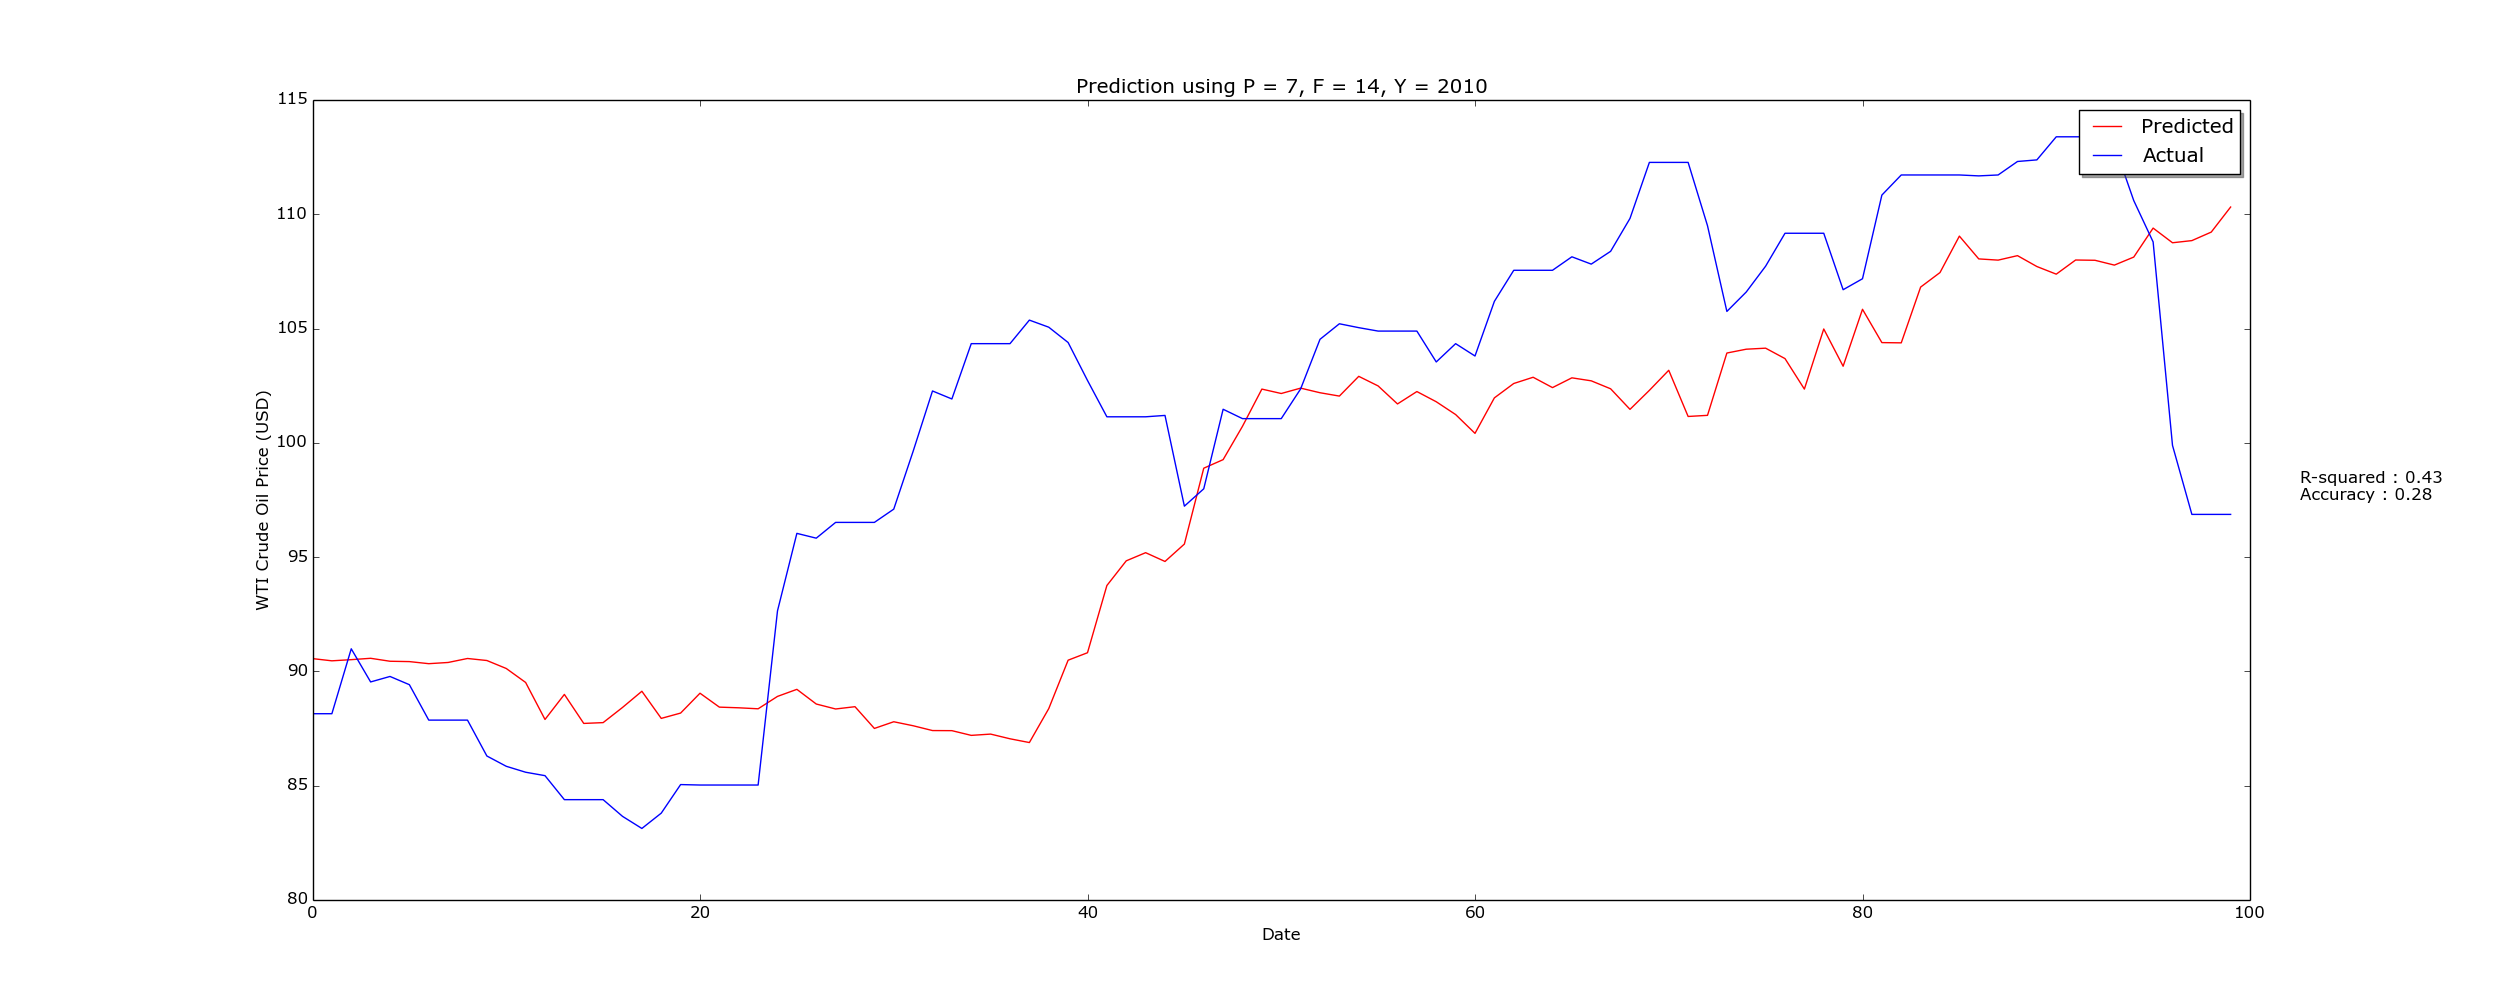 Prediction using P = 7, F = 14, Y = 2010
115
110
105
100
95
90
85
80
WTI Crude Oil Price (USD)
Predicted
Actual
R-squared : 0.43
Accuracy : 0.28
0 20 40 60 80 100
Date